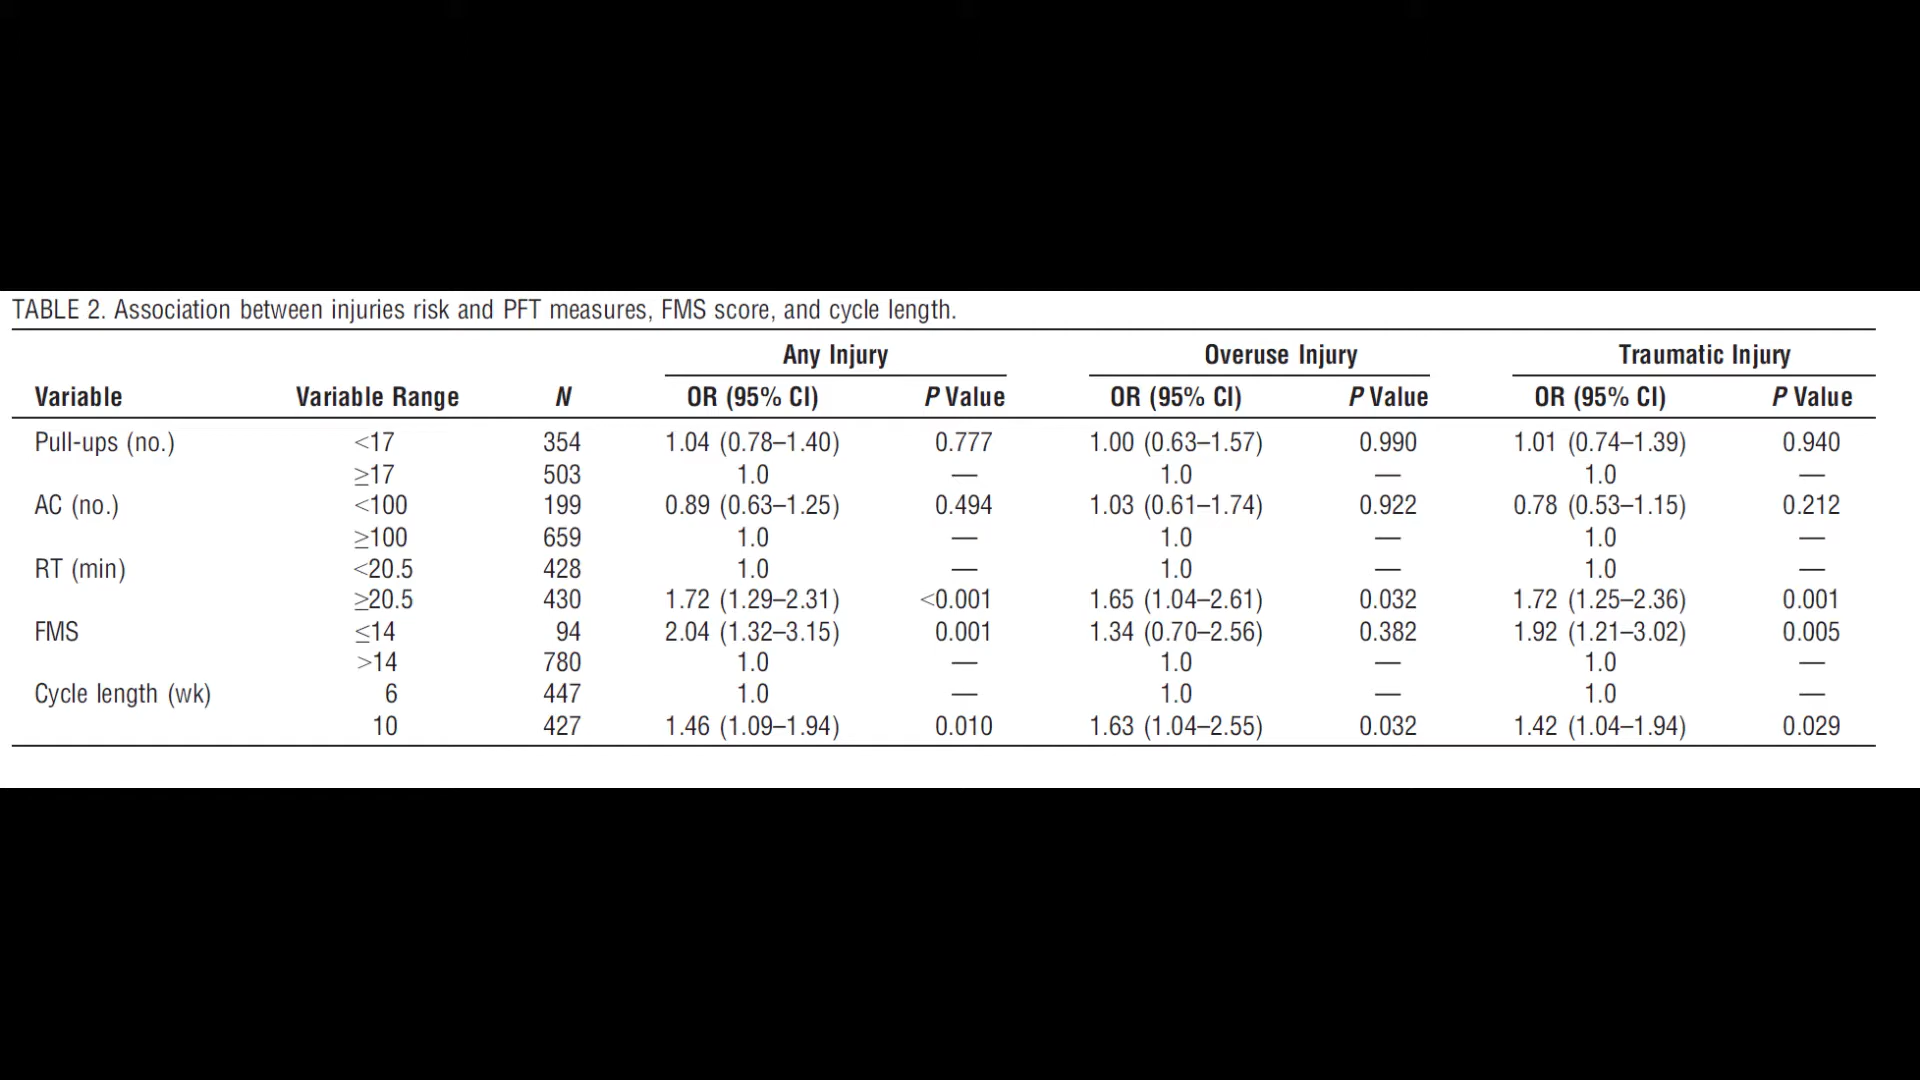 TABLE 2. Association between injuries risk and PFT measures, FMS score, and cycle length.
Any Injury Overuse Injury Traumatic Injury
Variable Variable Range N OR (95% CI) P Value OR (95% CI) P Value OR (95% CI) P Value
Pull-ups (no.) <17 354 1.04 (0.78–1.40) 0.777 1.00 (0.63–1.57) 0.990 1.01 (0.74–1.39) 0.940
≥17 503 1.0 — 1.0 — 1.0 —
AC (no.) <100 199 0.89 (0.63–1.25) 0.494 1.03 (0.61–1.74) 0.922 0.78 (0.53–1.15) 0.212
≥100 659 1.0 — 1.0 — 1.0 —
RT (min) <20.5 428 1.0 — 1.0 — 1.0 —
≥20.5 430 1.72 (1.29–2.31) <0.001 1.65 (1.04–2.61) 0.032 1.72 (1.25–2.36) 0.001
FMS ≤14 94 2.04 (1.32–3.15) 0.001 1.34 (0.70–2.56) 0.382 1.92 (1.21–3.02) 0.005
>14 780 1.0 — 1.0 — 1.0 —
Cycle length (wk) 6 447 1.0 — 1.0 — 1.0 —
10 427 1.46 (1.09–1.94) 0.010 1.63 (1.04–2.55) 0.032 1.42 (1.04–1.94) 0.029